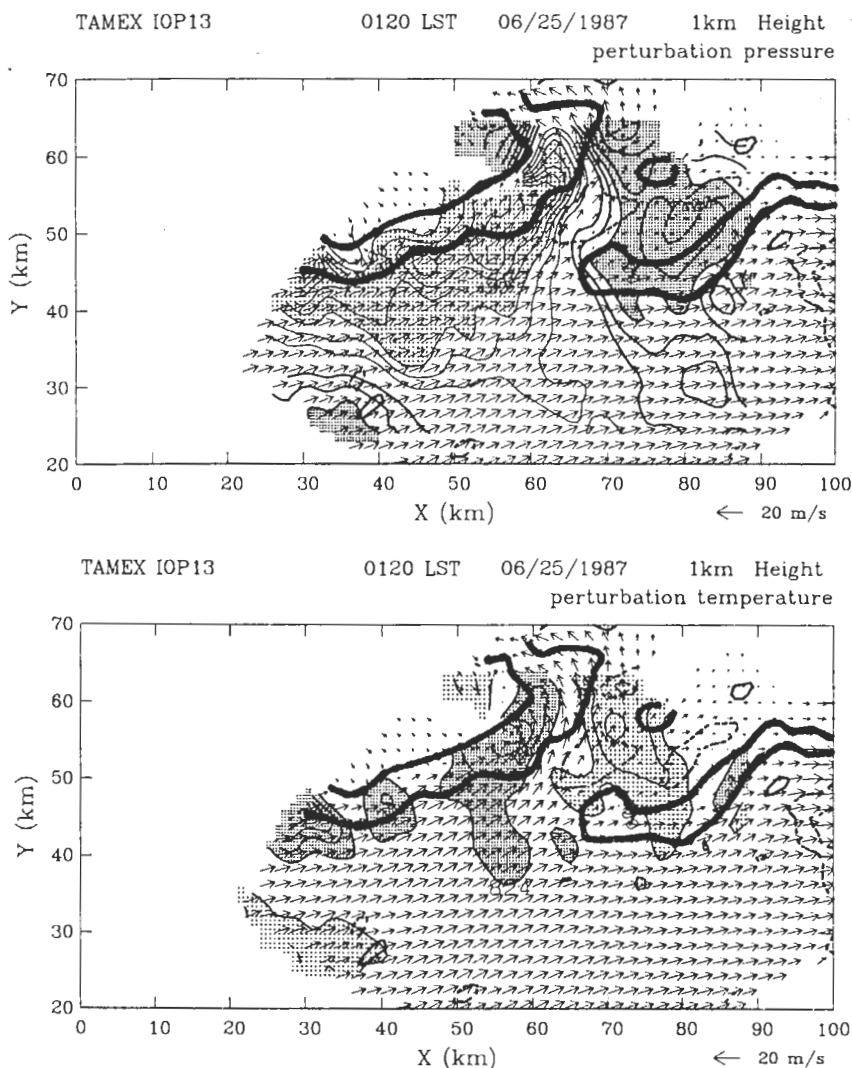 TAMEX IOP13 0120 LST 06/25/1987 1km Height
perturbation pressure
70
60
50
40
30
20
Y (km)
0 10 20 30 40 50 60 70 80 90 100
X (km)
← 20 m/s
TAMEX IOP13 0120 LST 06/25/1987 1km Height
perturbation temperature
70
60
50
40
30
20
Y (km)
824
0 10 20 30 40 50 60 70 80 90 100
X (km)
← 20 m/s